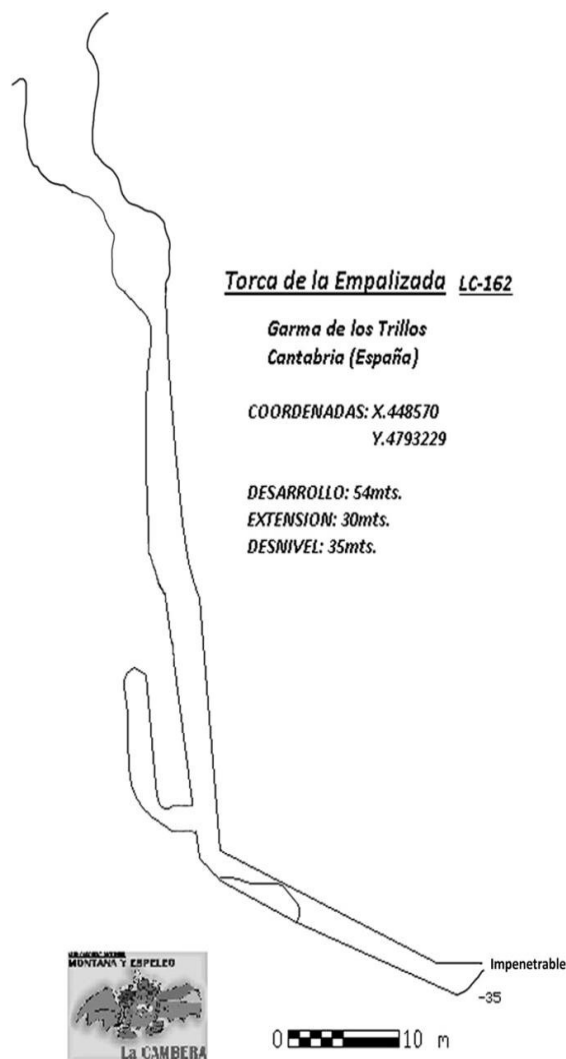 Torca de la Empalizada LC-162
Garma de los Trillos
Cantabria (España)
COORDENADAS: X.448570
Y.4793229
DESARROLLO: 54mts.
EXTENSION: 30mts.
DESNIVEL: 35mts.
Impenetrable
-35
MONTANA Y ESPELEO
La CAMBERA
0 10 m